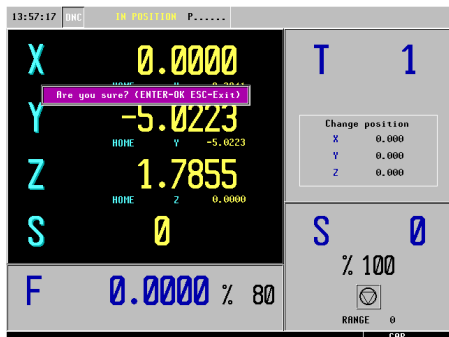 13:57:17 DNC IN POSITION P......
X 0.0000
Are you sure? (ENTER-OK ESC-Exit)
Y -5.0223
HOME Y -5.0223
Z 1.7855
HOME Z 0.0000
S 0
F 0.0000 % 80
T 1
Change position
X 0.000
Y 0.000
Z 0.000
S 0
% 100
RANGE 0
CAP